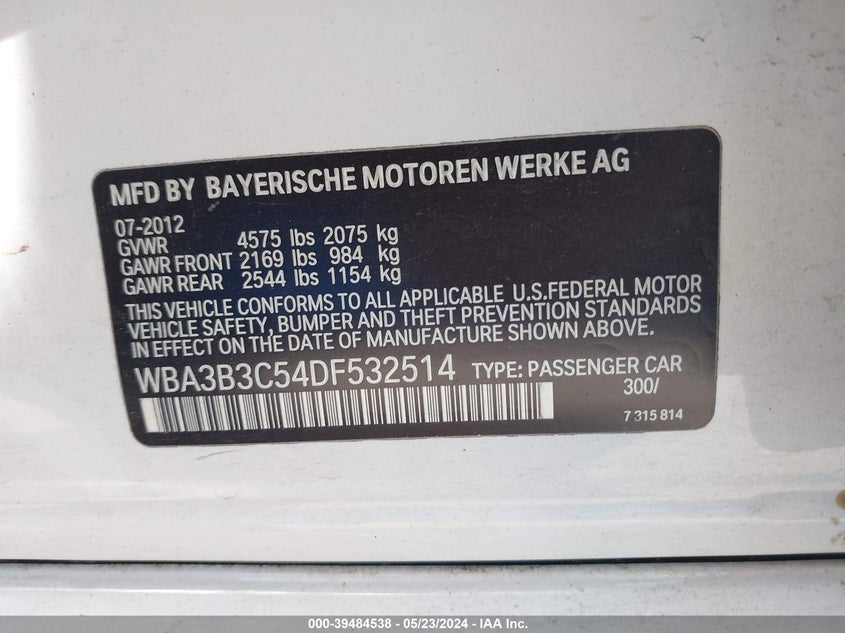 MFD BY BAYERISCHE MOTOREN WERKE AG
07-2012
GVWR 4575 lbs 2075 kg
GAWR FRONT 2169 lbs 984 kg
GAWR REAR 2544 lbs 1154 kg
THIS VEHICLE CONFORMS TO ALL APPLICABLE U.S.FEDERAL MOTOR
VEHICLE SAFETY, BUMPER AND THEFT PREVENTION STANDARDS
IN EFFECT ON THE DATE OF MANUFACTURE SHOWN ABOVE.
WBA3B3C54DF532514 TYPE: PASSENGER CAR
300/
7 315 814
000-39484538 - 05/23/2024 - IAA Inc.